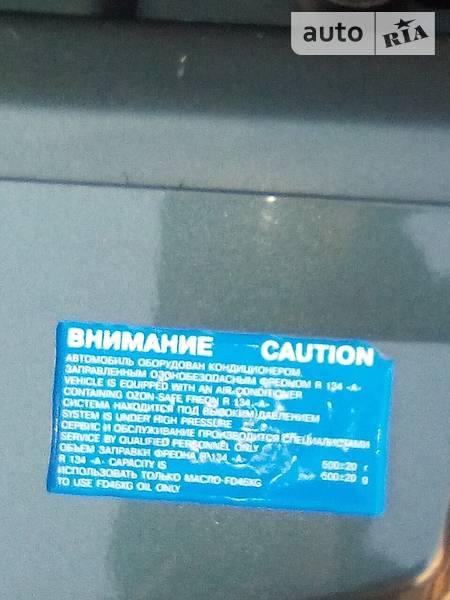 auto RIA
ВНИМАНИЕ CAUTION
АВТОМОБИЛЬ ОБОРУДОВАН КОНДИЦИОНЕРОМ,
ЗАПРАВЛЕННЫМ ОЗОНОБЕЗОПАСНЫМ ФРЕОНОМ R 134 «A»
VEHICLE IS EQUIPPED WITH AN AIR-CONDITIONER
CONTAINING OZON-SAFE FREON R 134 «A»
СИСТЕМА НАХОДИТСЯ ПОД ВЫСОКИМ ДАВЛЕНИЕМ
SYSTEM IS UNDER HIGH PRESSURE
СЕРВИС И ОБСЛУЖИВАНИЕ ПРОИЗВОДИТСЯ СПЕЦИАЛИСТАМИ
SERVICE BY QUALIFIED PERSONNEL ONLY
ОБЪЕМ ЗАПРАВКИ ФРЕОНА R 134 «A» 500±20 г
R 134 «A» CAPACITY IS 500±20 g
ИСПОЛЬЗОВАТЬ ТОЛЬКО МАСЛО FD46XG
TO USE FD46XG OIL ONLY